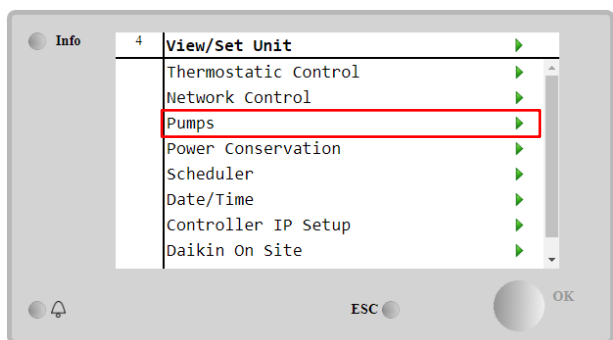 Info
4 View/Set Unit
Thermostatic Control
Network Control
Pumps
Power Conservation
Scheduler
Date/Time
Controller IP Setup
Daikin On Site
ESC
OK